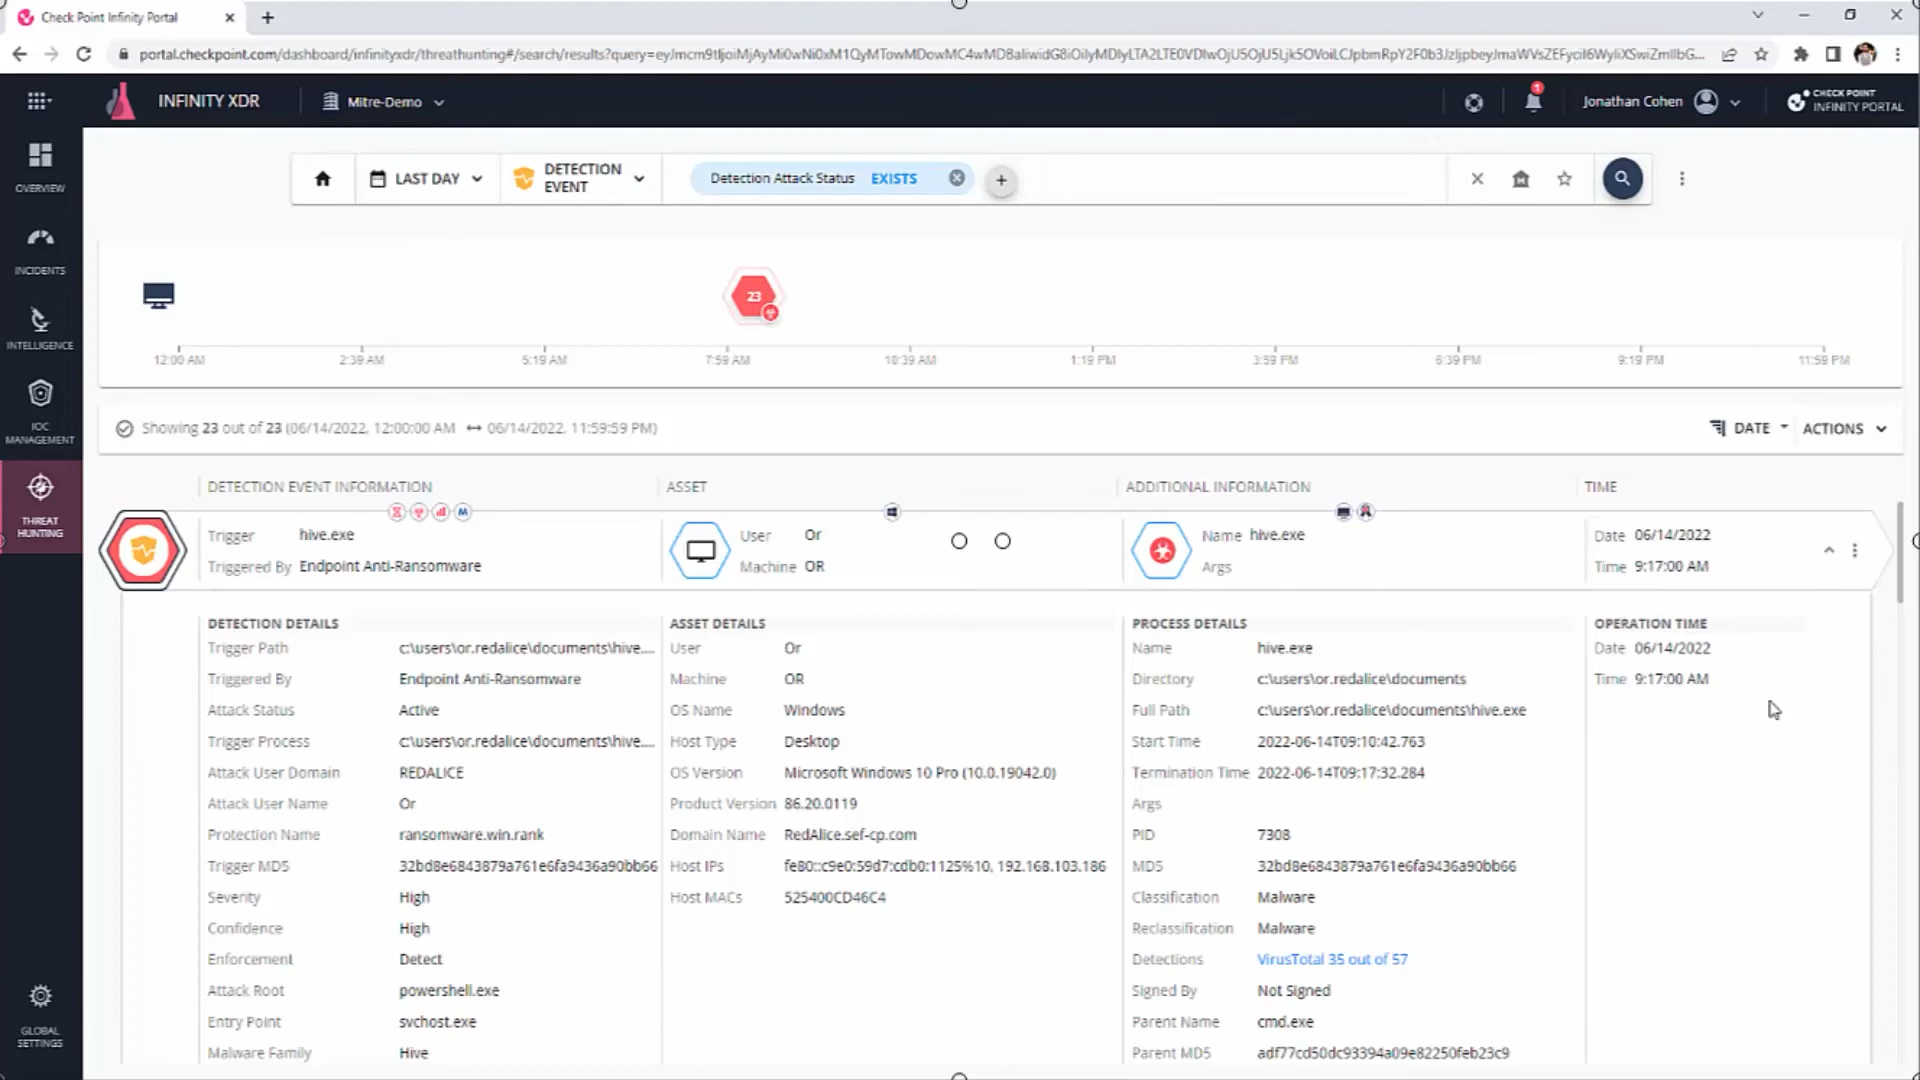 Check Point Infinity Portal
INFINITY XDR
Mitre-Demo
1
Jonathan Cohen
CHECK POINT
INFINITY PORTAL
OVERVIEW
INCIDENTS
INTELLIGENCE
IOC
MANAGEMENT
THREAT
HUNTING
GLOBAL
SETTINGS
LAST DAY
DETECTION
EVENT
Detection Attack Status EXISTS
23
12:00 AM 2:39 AM 5:19 AM 7:59 AM 10:39 AM 1:19 PM 3:59 PM 6:39 PM 9:19 PM 11:59 PM
Showing 23 out of 23 (06/14/2022, 12:00:00 AM ↔ 06/14/2022, 11:59:59 PM)
DATE
ACTIONS
DETECTION EVENT INFORMATION
ASSET
ADDITIONAL INFORMATION
TIME
Trigger hive.exe
Triggered By Endpoint Anti-Ransomware
User Or
Machine OR
Name hive.exe
Args
Date 06/14/2022
Time 9:17:00 AM
DETECTION DETAILS
Trigger Path c:\users\or.redalice\documents\hive....
Triggered By Endpoint Anti-Ransomware
Attack Status Active
Trigger Process c:\users\or.redalice\documents\hive....
Attack User Domain REDALICE
Attack User Name Or
Protection Name ransomware.win.rank
Trigger MD5 32bd8e6843879a761e6fa9436a90bb66
Severity High
Confidence High
Enforcement Detect
Attack Root powershell.exe
Entry Point svchost.exe
Malware Family Hive
ASSET DETAILS
User Or
Machine OR
OS Name Windows
Host Type Desktop
OS Version Microsoft Windows 10 Pro (10.0.19042.0)
Product Version 86.20.0119
Domain Name RedAlice.sef-cp.com
Host IPs fe80::c9e0:59d7:cdb0:1125%10, 192.168.103.186
Host MACs 525400CD46C4
PROCESS DETAILS
Name hive.exe
Directory c:\users\or.redalice\documents
Full Path c:\users\or.redalice\documents\hive.exe
Start Time 2022-06-14T09:10:42.763
Termination Time 2022-06-14T09:17:32.284
Args
PID 7308
MD5 32bd8e6843879a761e6fa9436a90bb66
Classification Malware
Reclassification Malware
Detections VirusTotal 35 out of 57
Signed By Not Signed
Parent Name cmd.exe
Parent MD5 adf77cd50dc93394a09e82250feb23c9
OPERATION TIME
Date 06/14/2022
Time 9:17:00 AM